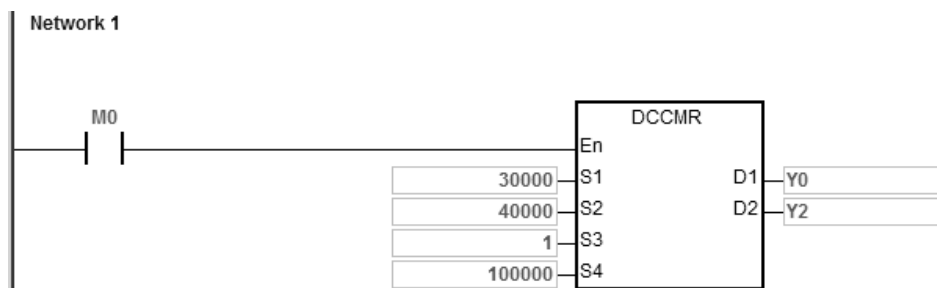 Network 1
M0
DCCMR
En
30000 S1 D1 Y0
40000 S2 D2 Y2
1 S3
100000 S4